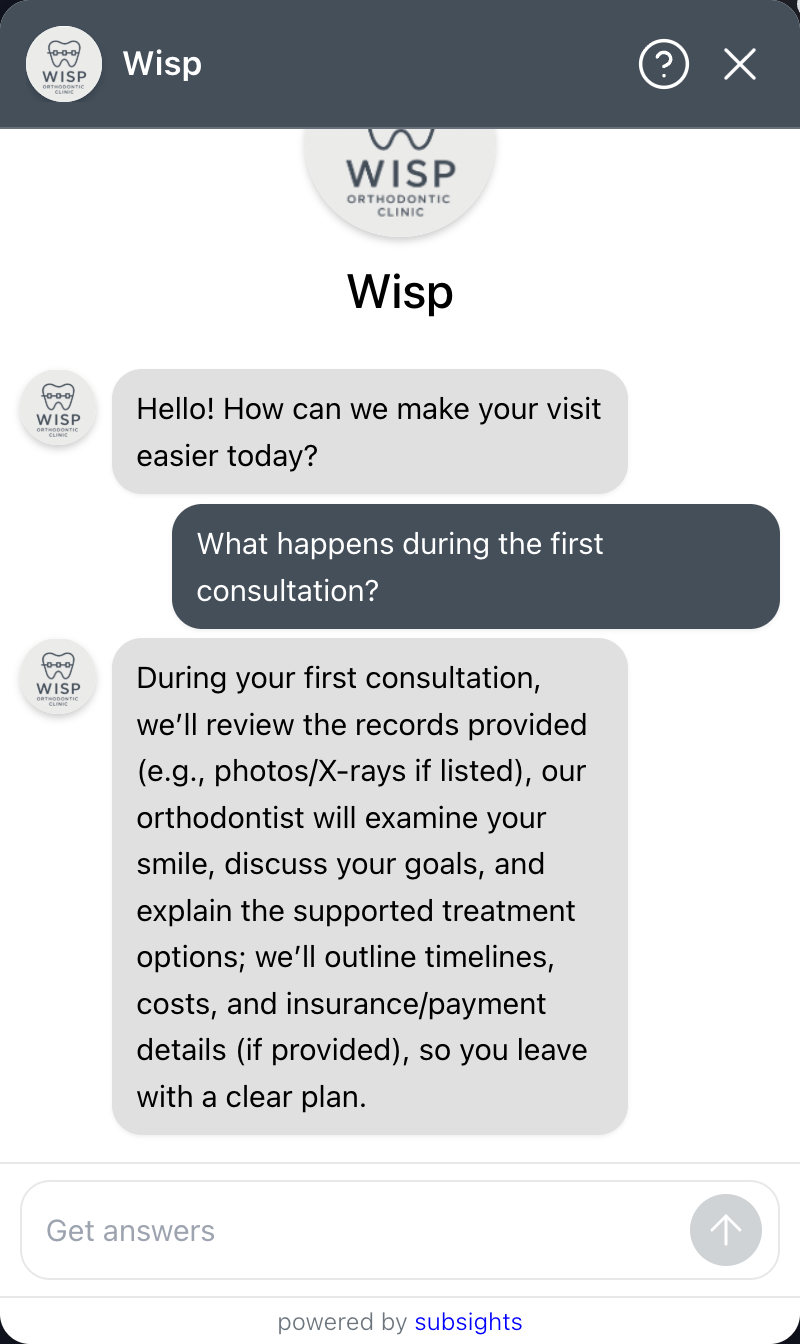 WISP
ORTHODONTIC
CLINIC
Wisp
?
WISP
ORTHODONTIC
CLINIC
Wisp
WISP
ORTHODONTIC
CLINIC
Hello! How can we make your visit
easier today?
What happens during the first
consultation?
WISP
ORTHODONTIC
CLINIC
During your first consultation,
we’ll review the records provided
(e.g., photos/X-rays if listed), our
orthodontist will examine your
smile, discuss your goals, and
explain the supported treatment
options; we’ll outline timelines,
costs, and insurance/payment
details (if provided), so you leave
with a clear plan.
Get answers
powered by subsights